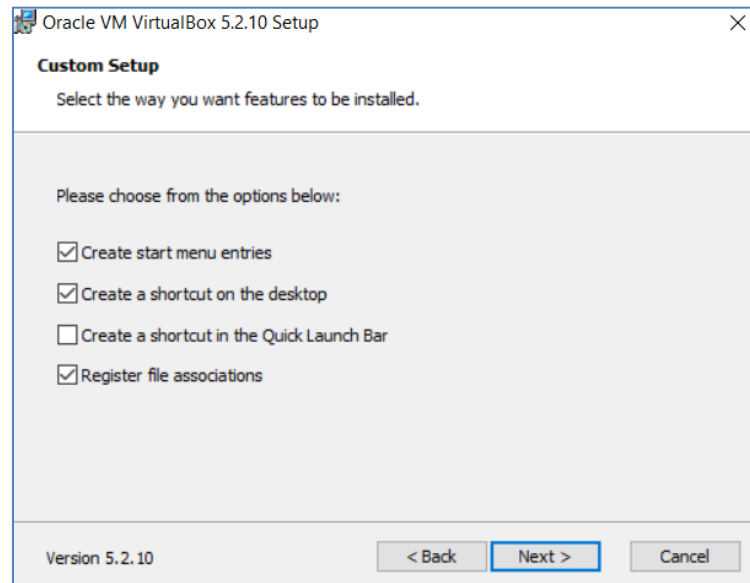 Oracle VM VirtualBox 5.2.10 Setup
Custom Setup
Select the way you want features to be installed.
Please choose from the options below:
Create start menu entries
Create a shortcut on the desktop
Create a shortcut in the Quick Launch Bar
Register file associations
Version 5.2.10
< Back
Next >
Cancel